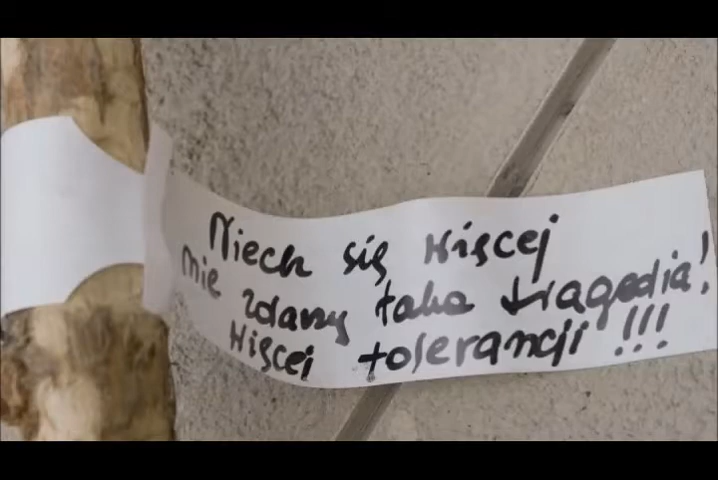 Niech się więcej
nie zdarzy taka tragedia!
Więcej tolerancji !!!